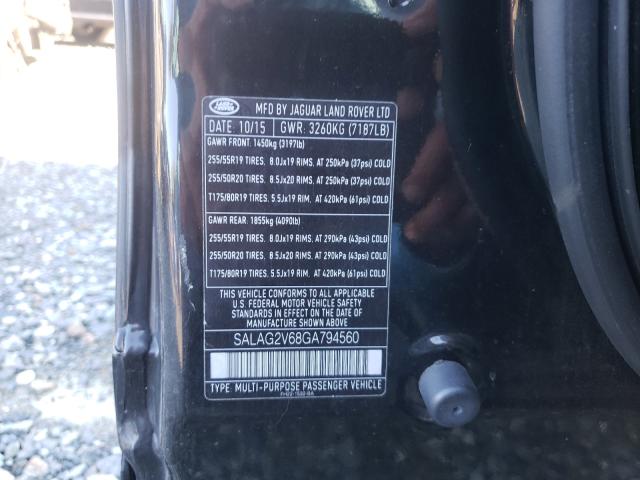 LAND ROVER
MFD BY JAGUAR LAND ROVER LTD
DATE: 10/15 GWR: 3260KG (7187LB)
GAWR FRONT: 1450kg (3197lb)
255/55R19 TIRES. 8.0Jx19 RIMS. AT 250kPa (37psi) COLD
255/50R20 TIRES. 8.5Jx20 RIMS. AT 250kPa (37psi) COLD
T175/80R19 TIRES. 5.5Jx19 RIM. AT 420kPa (61psi) COLD
GAWR REAR. 1855kg (4090lb)
255/55R19 TIRES. 8.0Jx19 RIMS. AT 290kPa (43psi) COLD
255/50R20 TIRES. 8.5Jx20 RIMS. AT 290kPa (43psi) COLD
T175/80R19 TIRES. 5.5Jx19 RIM. AT 420kPa (61psi) COLD
THIS VEHICLE CONFORMS TO ALL APPLICABLE
U.S. FEDERAL MOTOR VEHICLE SAFETY
STANDARDS IN EFFECT ON THE DATE
OF MANUFACTURE SHOWN ABOVE
SALAG2V68GA794560
TYPE: MULTI-PURPOSE PASSENGER VEHICLE